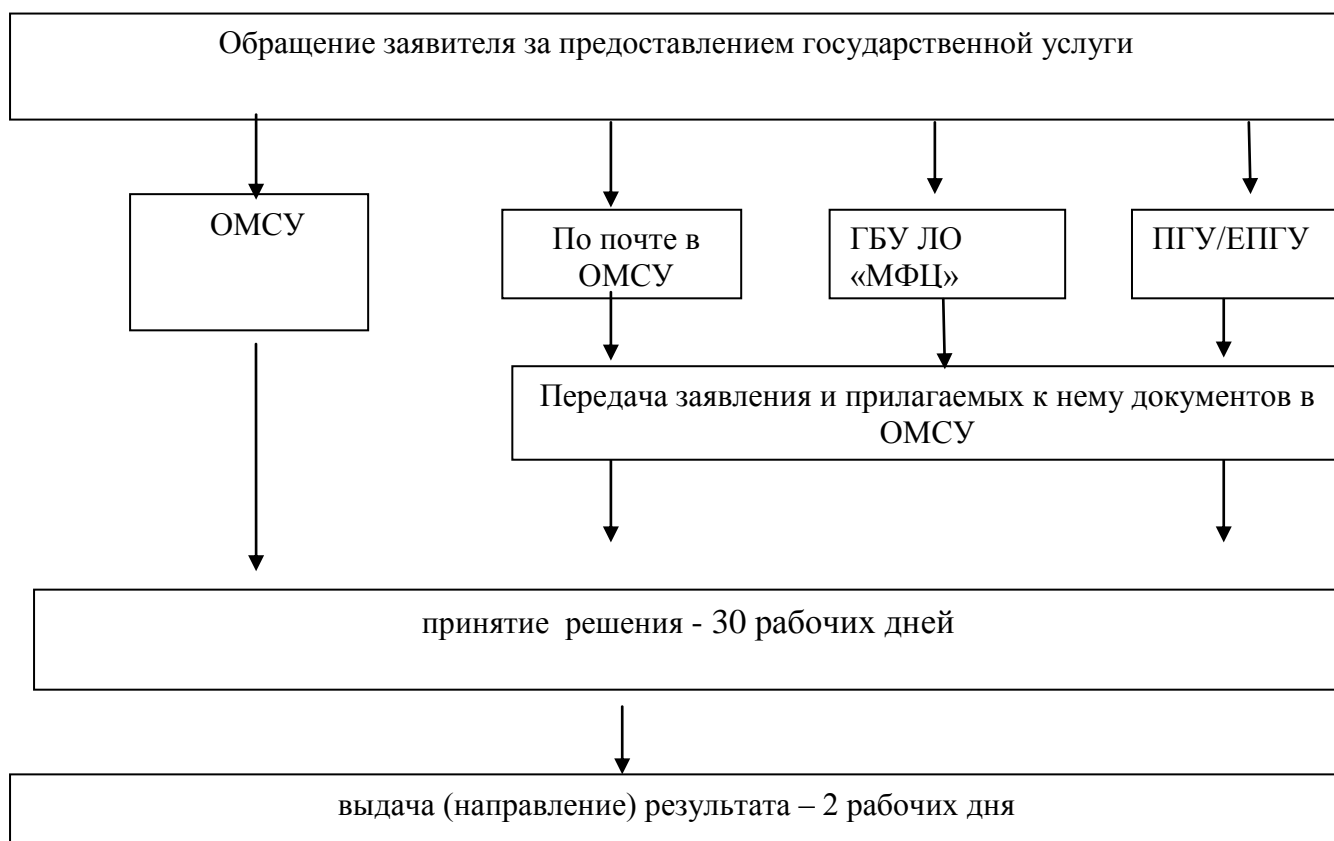 Обращение заявителя за предоставлением государственной услуги
ОМСУ
По почте в
ОМСУ
ГБУ ЛО
«МФЦ»
ПГУ/ЕПГУ
Передача заявления и прилагаемых к нему документов в
ОМСУ
принятие решения - 30 рабочих дней
выдача (направление) результата – 2 рабочих дня